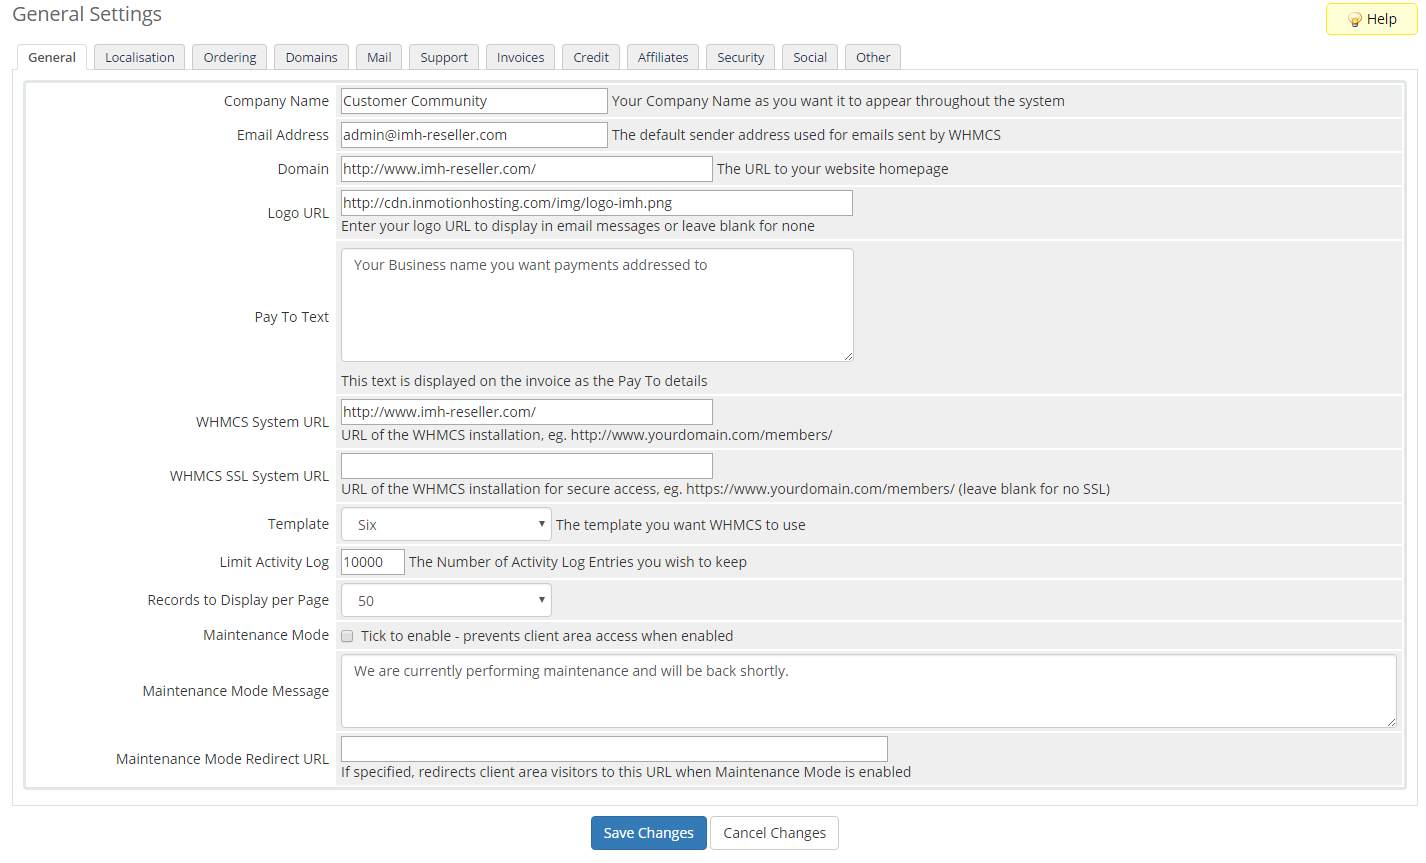 General Settings
Help
General Localisation Ordering Domains Mail Support Invoices Credit Affiliates Security Social Other
Company Name Customer Community Your Company Name as you want it to appear throughout the system
Email Address admin@imh-reseller.com The default sender address used for emails sent by WHMCS
Domain http://www.imh-reseller.com/ The URL to your website homepage
Logo URL http://cdn.inmotionhosting.com/img/logo-imh.png
Enter your logo URL to display in email messages or leave blank for none
Your Business name you want payments addressed to
Pay To Text
This text is displayed on the invoice as the Pay To details
http://www.imh-reseller.com/
WHMCS System URL
URL of the WHMCS installation, eg. http://www.yourdomain.com/members/
WHMCS SSL System URL
URL of the WHMCS installation for secure access, eg. https://www.yourdomain.com/members/ (leave blank for no SSL)
Template Six The template you want WHMCS to use
Limit Activity Log 10000 The Number of Activity Log Entries you wish to keep
Records to Display per Page 50
Maintenance Mode Tick to enable - prevents client area access when enabled
We are currently performing maintenance and will be back shortly.
Maintenance Mode Message
Maintenance Mode Redirect URL
If specified, redirects client area visitors to this URL when Maintenance Mode is enabled
Save Changes Cancel Changes